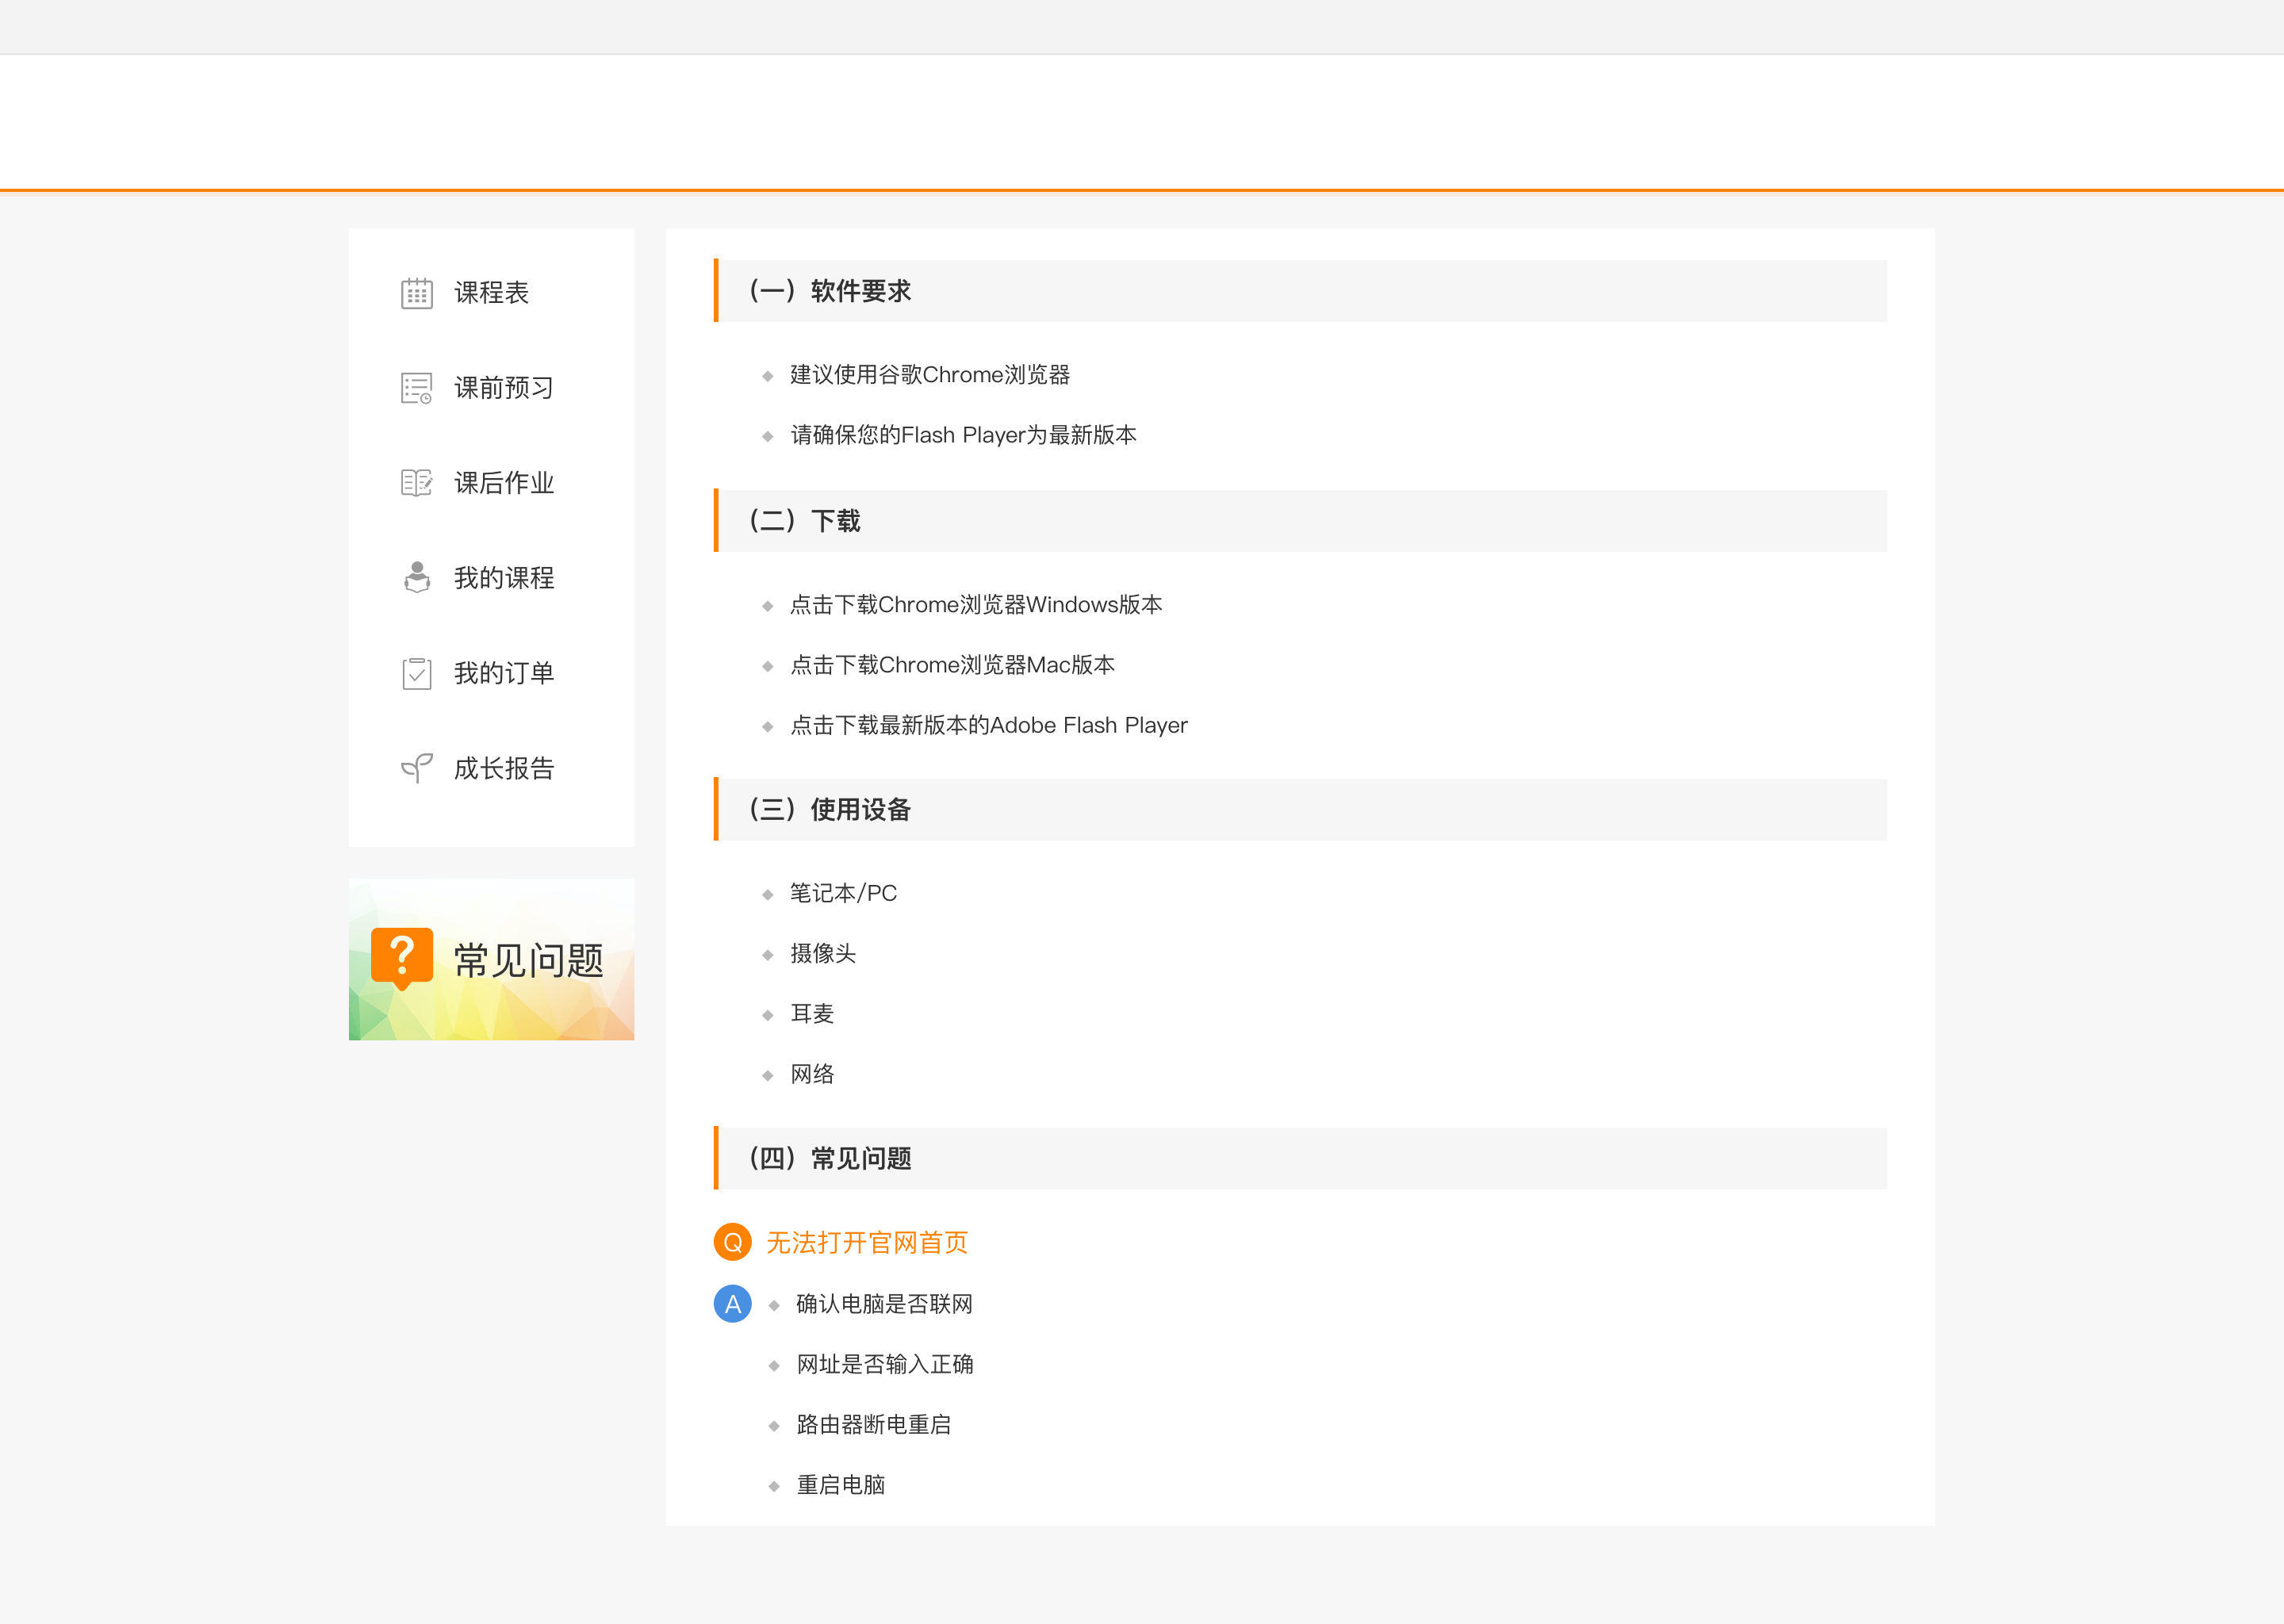 课程表
课前预习
课后作业
我的课程
我的订单
成长报告
常见问题
（一）软件要求
建议使用谷歌Chrome浏览器
请确保您的Flash Player为最新版本
（二）下载
点击下载Chrome浏览器Windows版本
点击下载Chrome浏览器Mac版本
点击下载最新版本的Adobe Flash Player
（三）使用设备
笔记本/PC
摄像头
耳麦
网络
（四）常见问题
Q 无法打开官网首页
A 确认电脑是否联网
网址是否输入正确
路由器断电重启
重启电脑